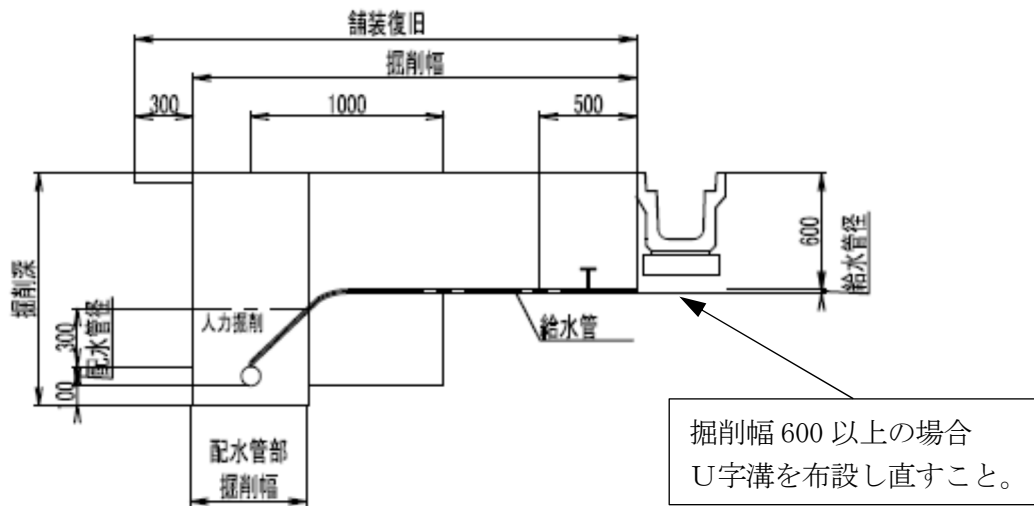 舗装復旧
掘削幅
300
1000
500
掘削深
300
配水管径
100
人力掘削
給水管
600
給水管径
配水管部
掘削幅
掘削幅 600 以上の場合
U字溝を布設し直すこと。